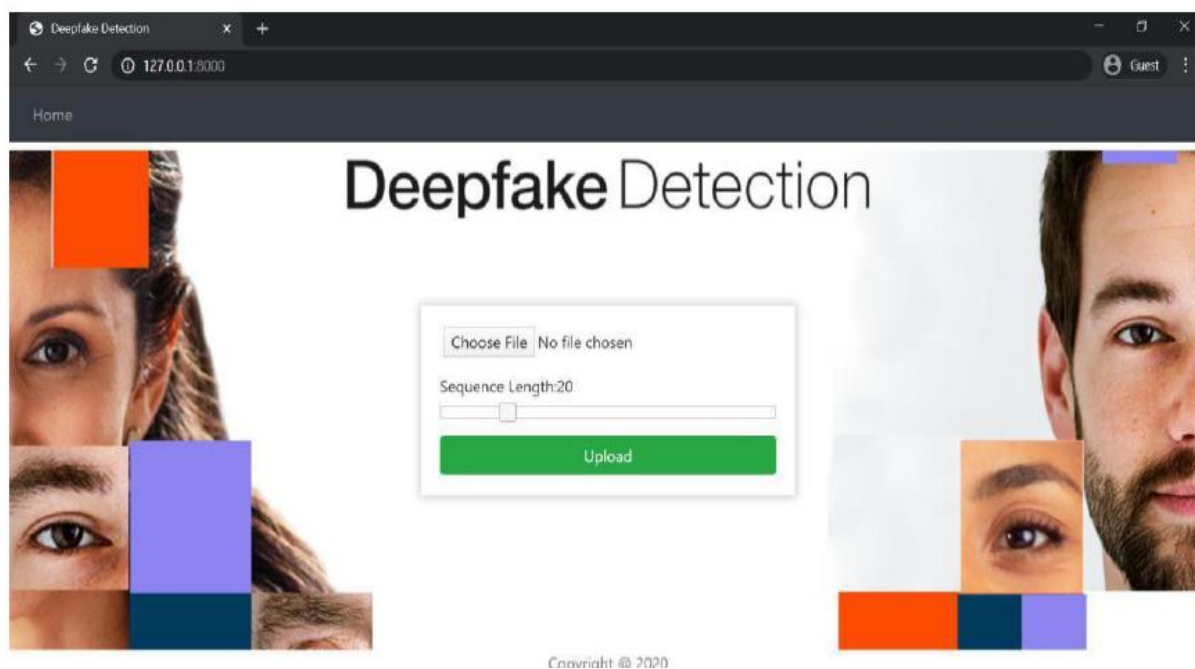 Deepfake Detection
127.0.0.1:8000
Guest
Home
Deepfake Detection
Choose File No file chosen
Sequence Length:20
Upload
Copyright @ 2020